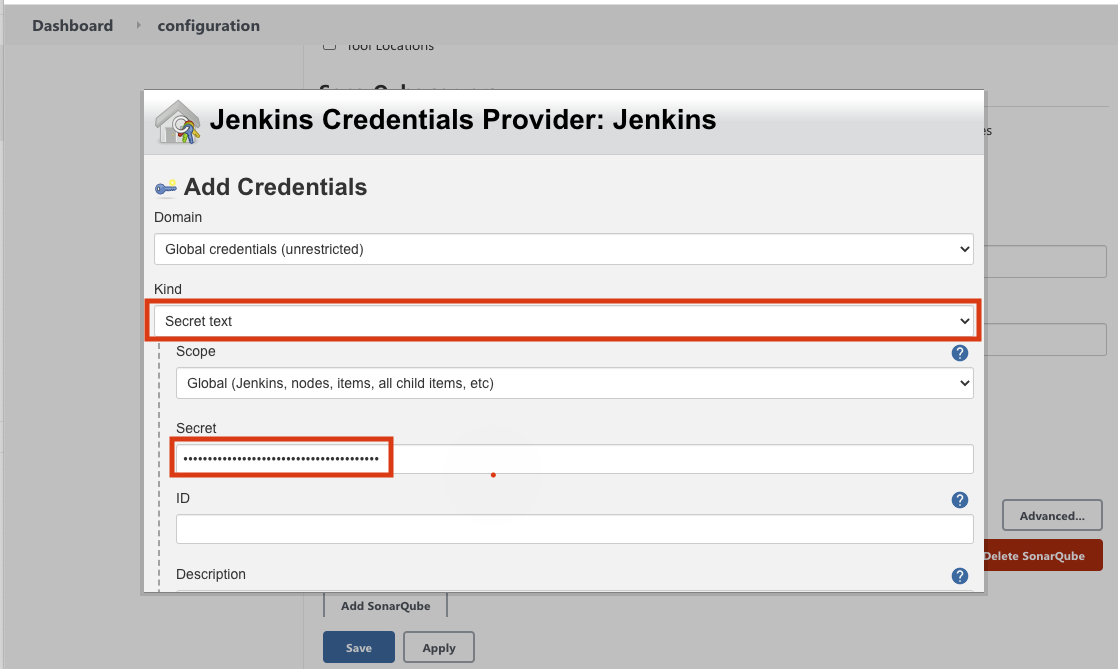 Dashboard configuration
Tool Locations
Jenkins Credentials Provider: Jenkins
Add Credentials
Domain
Global credentials (unrestricted)
Kind
Secret text
Scope
Global (Jenkins, nodes, items, all child items, etc)
Secret
••••••••••••••••••••••••••••••••••••••••
ID
Advanced...
Delete SonarQube
Description
Add SonarQube
Save Apply